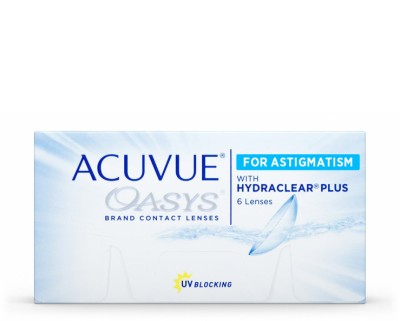 ACUVUE®
OASYS®
BRAND CONTACT LENSES
FOR ASTIGMATISM
WITH
HYDRACLEAR® PLUS
6 Lenses
UV BLOCKING